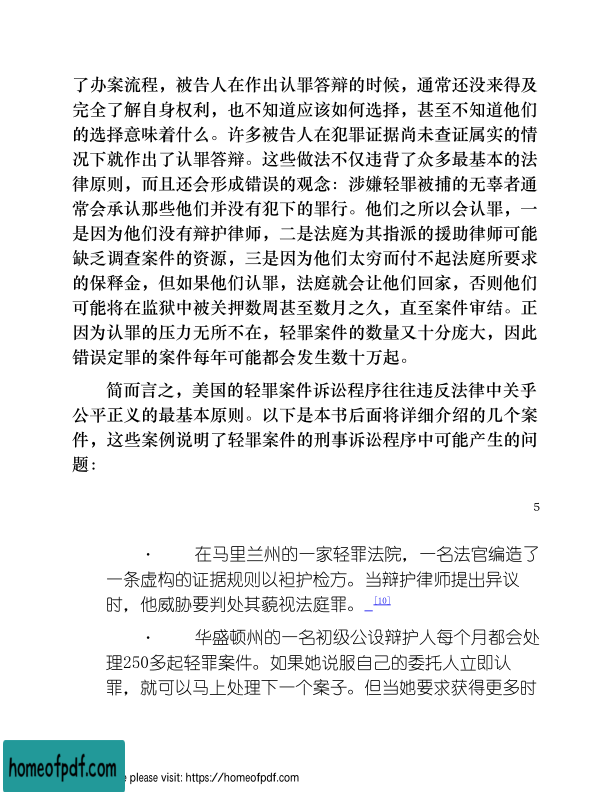 了办案流程，被告人在作出认罪答辩的时候，通常还没来得及
完全了解自身权利，也不知道应该如何选择，甚至不知道他们
的选择意味着什么。许多被告人在犯罪证据尚未查证属实的情
况下就作出了认罪答辩。这些做法不仅违背了众多最基本的法
律原则，而且还会形成错误的观念：涉嫌轻罪被捕的无辜者通
常会承认那些他们并没有犯下的罪行。他们之所以会认罪，一
是因为他们没有辩护律师，二是法庭为其指派的援助律师可能
缺乏调查案件的资源，三是因为他们太穷而付不起法庭所要求
的保释金，但如果他们认罪，法庭就会让他们回家，否则他们
可能将在监狱中被关押数周甚至数月之久，直至案件审结。正
因为认罪的压力无所不在，轻罪案件的数量又十分庞大，因此
错误定罪的案件每年可能都会发生数十万起。
简而言之，美国的轻罪案件诉讼程序往往违反法律中关乎
公平正义的最基本原则。以下是本书后面将详细介绍的几个案
件，这些案例说明了轻罪案件的刑事诉讼程序中可能产生的问
题：
5
· 在马里兰州的一家轻罪法院，一名法官编造了
一条虚构的证据规则以袒护检方。当辩护律师提出异议
时，他威胁要判处其藐视法庭罪。 [10]
· 华盛顿州的一名初级公设辩护人每个月都会处
理250多起轻罪案件。如果她说服自己的委托人立即认
罪，就可以马上处理下一个案子。但当她要求获得更多时
homeofpdf.com
please visit: https://homeofpdf.com